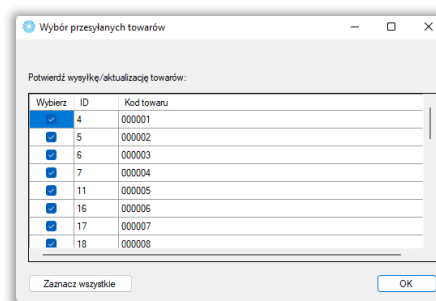 Wybór przesyłanych towarów
Potwierdź wysyłkę/aktualizację towarów:
Wybierz ID Kod towaru
4 000001
5 000002
6 000003
7 000004
11 000005
16 000006
17 000007
18 000008
Zaznacz wszystkie OK